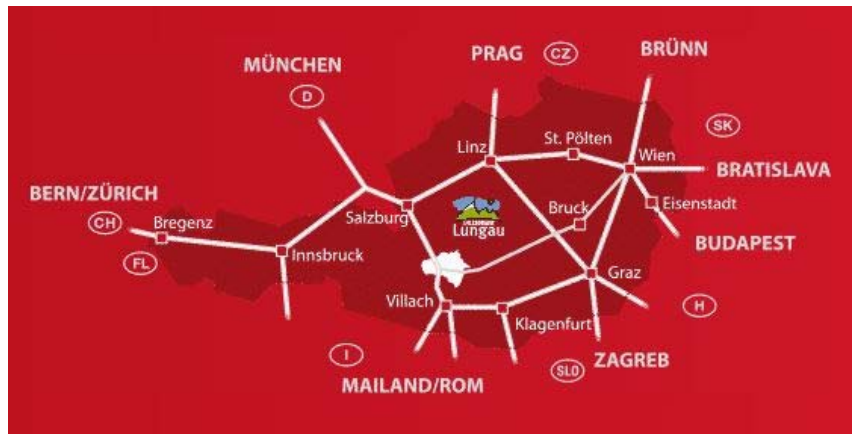 PRAG
CZ
BRÜNN
MÜNCHEN
D
SK
Linz
St. Pölten
Wien
BRATISLAVA
BERN/ZÜRICH
CH
Bregenz
Salzburg
Lungau
Bruck
Eisenstadt
FL
Innsbruck
BUDAPEST
Graz
Villach
H
Klagenfurt
I
ZAGREB
SLO
MAILAND/ROM